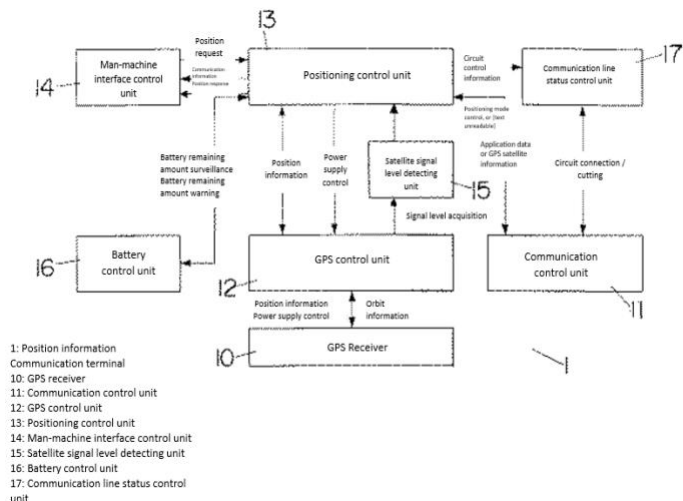 13
Position
request
Man-machine
interface control
unit
14
Communication
information
Position response
Positioning control unit
Circuit
control
information
Communication line
status control unit
17
Positioning mode
control, or (text
unreadable)
Battery remaining
amount surveillance
Battery remaining
amount warning
Position
information
Power
supply
control
Satellite signal
level detecting
unit
15
Application data
or GPS satellite
information
Circuit connection /
cutting
Signal level acquisition
Battery
control unit
16
GPS control unit
12
Communication
control unit
11
Position information
Power supply control
Orbit
information
GPS Receiver
10
1
1: Position information
Communication terminal
10: GPS receiver
11: Communication control unit
12: GPS control unit
13: Positioning control unit
14: Man-machine interface control unit
15: Satellite signal level detecting unit
16: Battery control unit
17: Communication line status control
unit